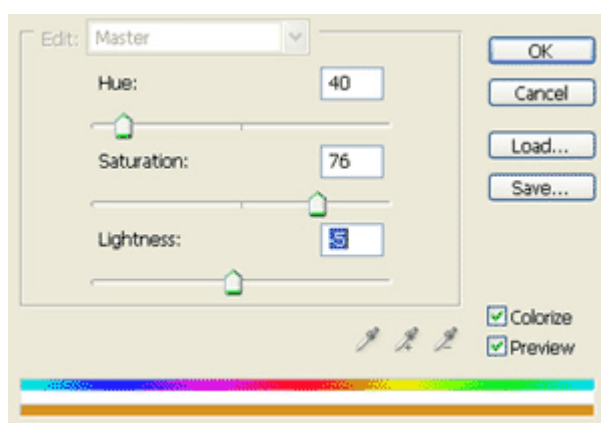 Edit: Master
OK
Hue: 40
Cancel
Load...
Saturation: 76
Save...
Lightness: -5
Colorize
Preview